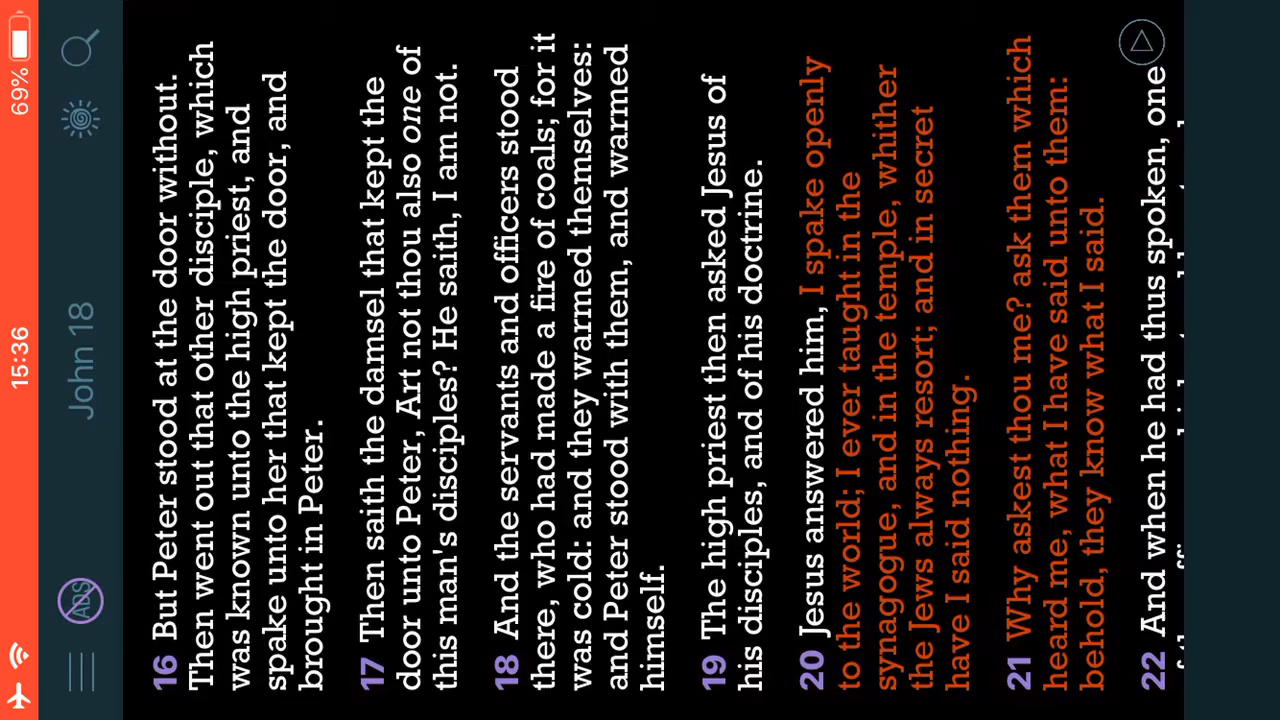 15:36
69%
ADS
John 18
16 But Peter stood at the door without.
Then went out that other disciple, which
was known unto the high priest, and
spake unto her that kept the door, and
brought in Peter.
17 Then saith the damsel that kept the
door unto Peter, Art not thou also one of
this man's disciples? He saith, I am not.
18 And the servants and officers stood
there, who had made a fire of coals; for it
was cold: and they warmed themselves:
and Peter stood with them, and warmed
himself.
19 The high priest then asked Jesus of
his disciples, and of his doctrine.
20 Jesus answered him, I spake openly
to the world; I ever taught in the
synagogue, and in the temple, whither
the Jews always resort; and in secret
have I said nothing.
21 Why askest thou me? ask them which
heard me, what I have said unto them:
behold, they know what I said.
22 And when he had thus spoken, one